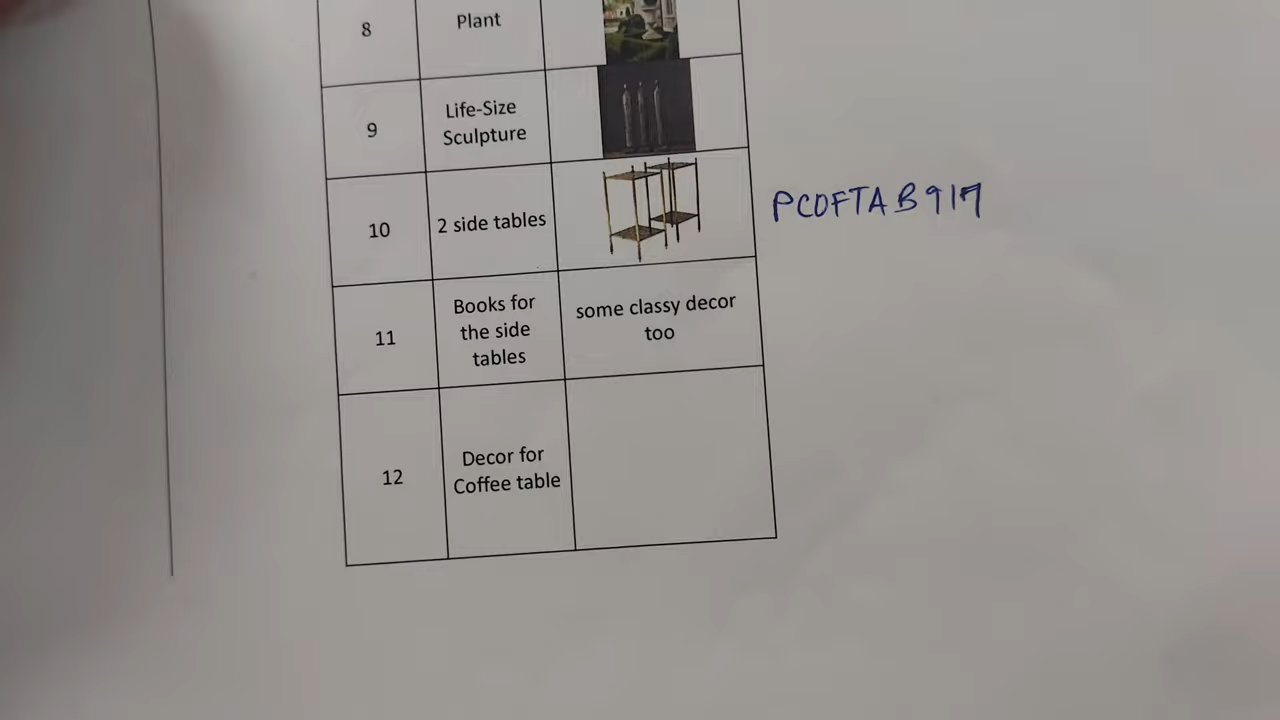 8
Plant
9
Life-Size
Sculpture
10
2 side tables
PCOFTAB917
11
Books for
the side
tables
some classy decor
too
12
Decor for
Coffee table